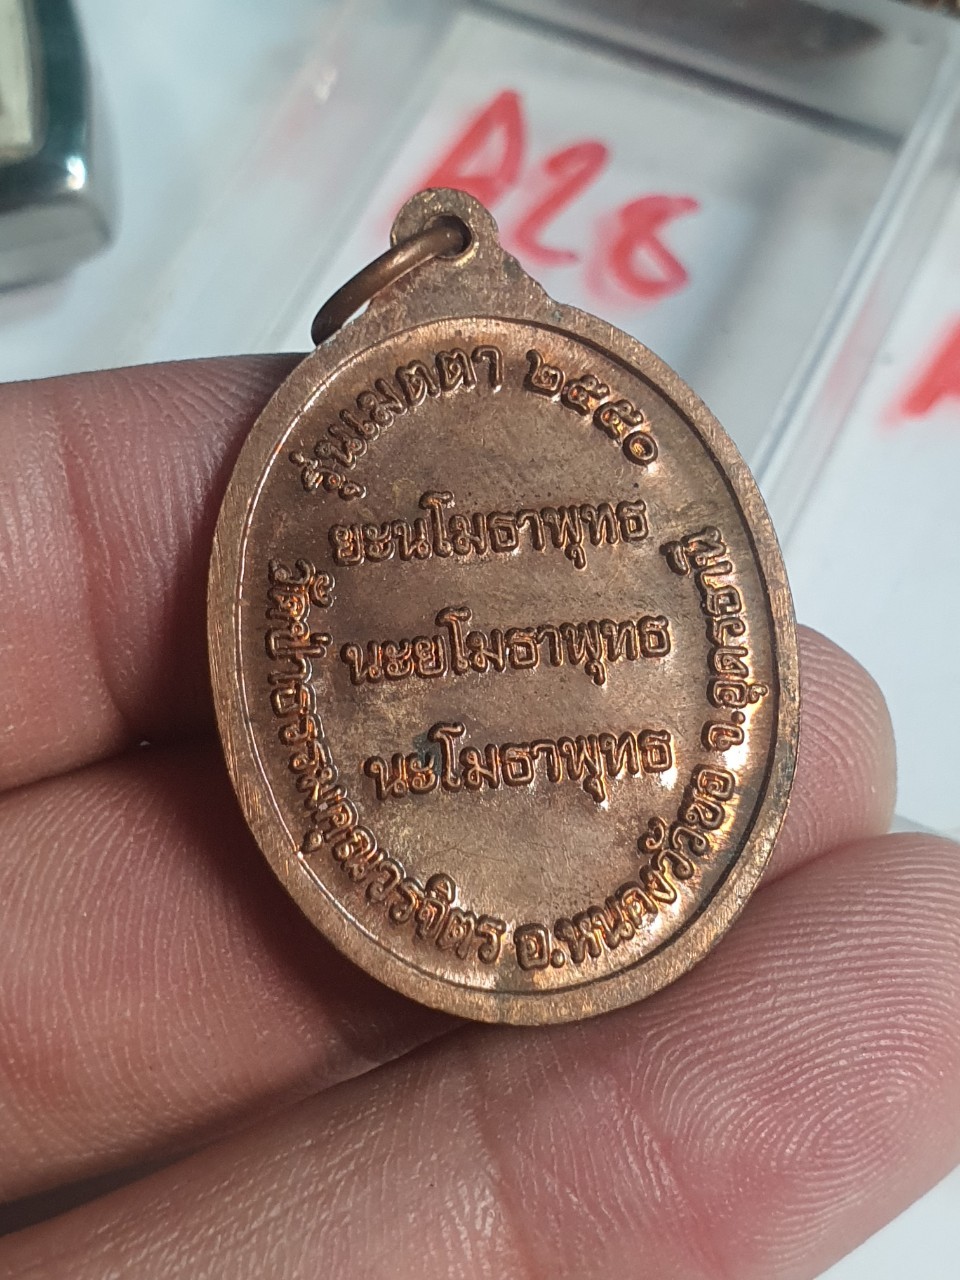 A26
รุ่นเมตตา ๒๕๕๐
ยะนโมธาพุทธ
นะยโมธาพุทธ
นะโมธาพุทธ
วัดป่าธรรมคุณวรจิตร อ.หนองวัวซอ จ.อุดรธานี